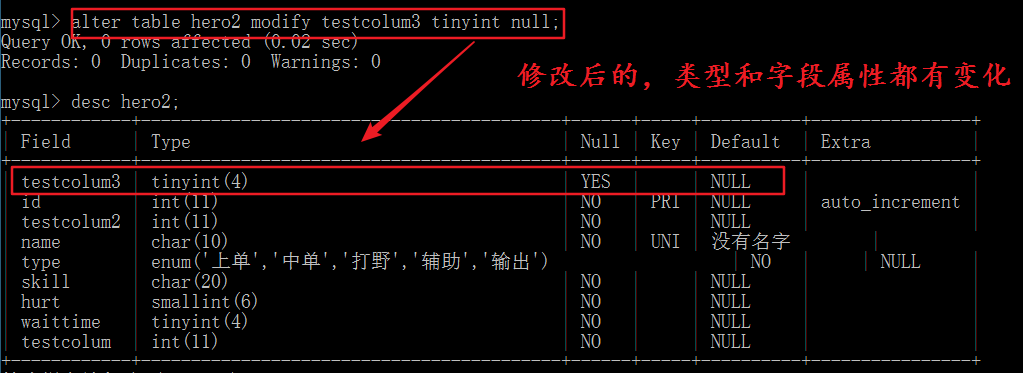 mysql> alter table hero2 modify testcolum3 tinyint null;
Query OK, 0 rows affected (0.02 sec)
Records: 0  Duplicates: 0  Warnings: 0
修改后的，类型和字段属性都有变化
mysql> desc hero2;
+------------+------------------------------------------+------+-----+----------+----------------+
| Field      | Type                                     | Null | Key | Default  | Extra          |
+------------+------------------------------------------+------+-----+----------+----------------+
| testcolum3 | tinyint(4)                               | YES  |     | NULL     |                |
| id         | int(11)                                  | NO   | PRI | NULL     | auto_increment |
| testcolum2 | int(11)                                  | NO   |     | NULL     |                |
| name       | char(10)                                 | NO   | UNI | 没有名字     |                |
| type       | enum('上单','中单','打野','辅助','输出')                    | NO   |     | NULL
| skill      | char(20)                                 | NO   |     | NULL     |                |
| hurt       | smallint(6)                              | NO   |     | NULL     |                |
| waittime   | tinyint(4)                               | NO   |     | NULL     |                |
| testcolum  | int(11)                                  | NO   |     | NULL     |                |
+------------+------------------------------------------+------+-----+----------+----------------+